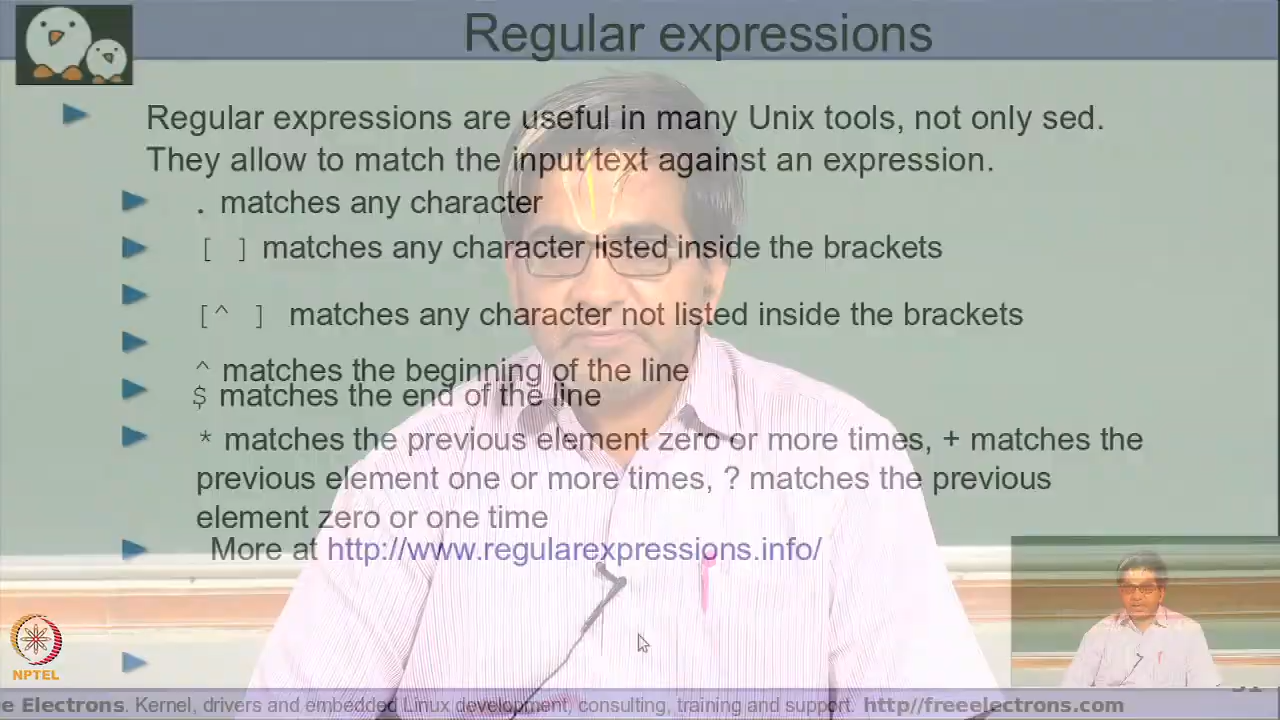 Regular expressions
Regular expressions are useful in many Unix tools, not only sed.
They allow to match the input text against an expression.
. matches any character
[ ] matches any character listed inside the brackets
[^ ] matches any character not listed inside the brackets
^ matches the beginning of the line
$ matches the end of the line
* matches the previous element zero or more times, + matches the
previous element one or more times, ? matches the previous
element zero or one time
More at http://www.regularexpressions.info/
NPTEL
e Electrons. Kernel, drivers and embedded Linux development, consulting, training and support. http//freeelectrons.com